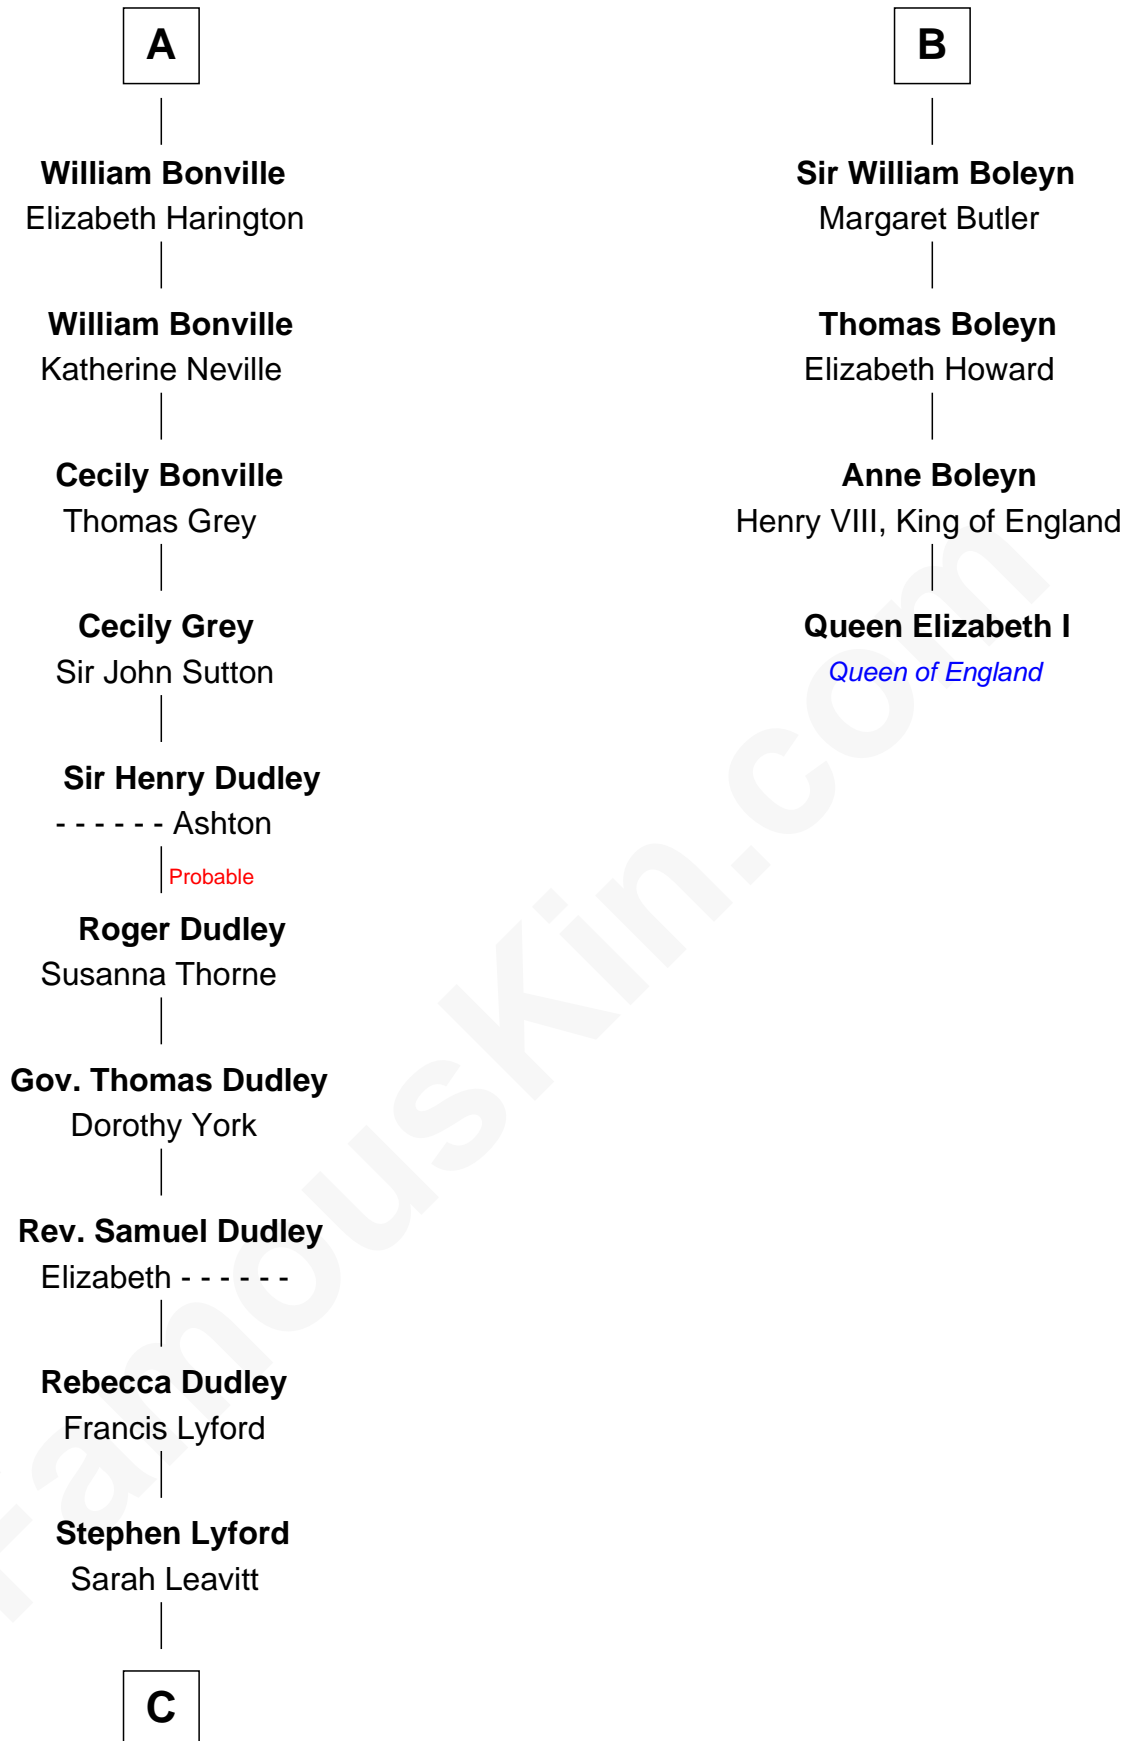 A
William Bonville
Elizabeth Harington
William Bonville
Katherine Neville
Cecily Bonville
Thomas Grey
Cecily Grey
Sir John Sutton
Sir Henry Dudley
- - - - - - Ashton
Probable
Roger Dudley
Susanna Thorne
Gov. Thomas Dudley
Dorothy York
Rev. Samuel Dudley
Elizabeth - - - - - -
Rebecca Dudley
Francis Lyford
Stephen Lyford
Sarah Leavitt
C
B
Sir William Boleyn
Margaret Butler
Thomas Boleyn
Elizabeth Howard
Anne Boleyn
Henry VIII, King of England
Queen Elizabeth I
Queen of England
FamousKin.com